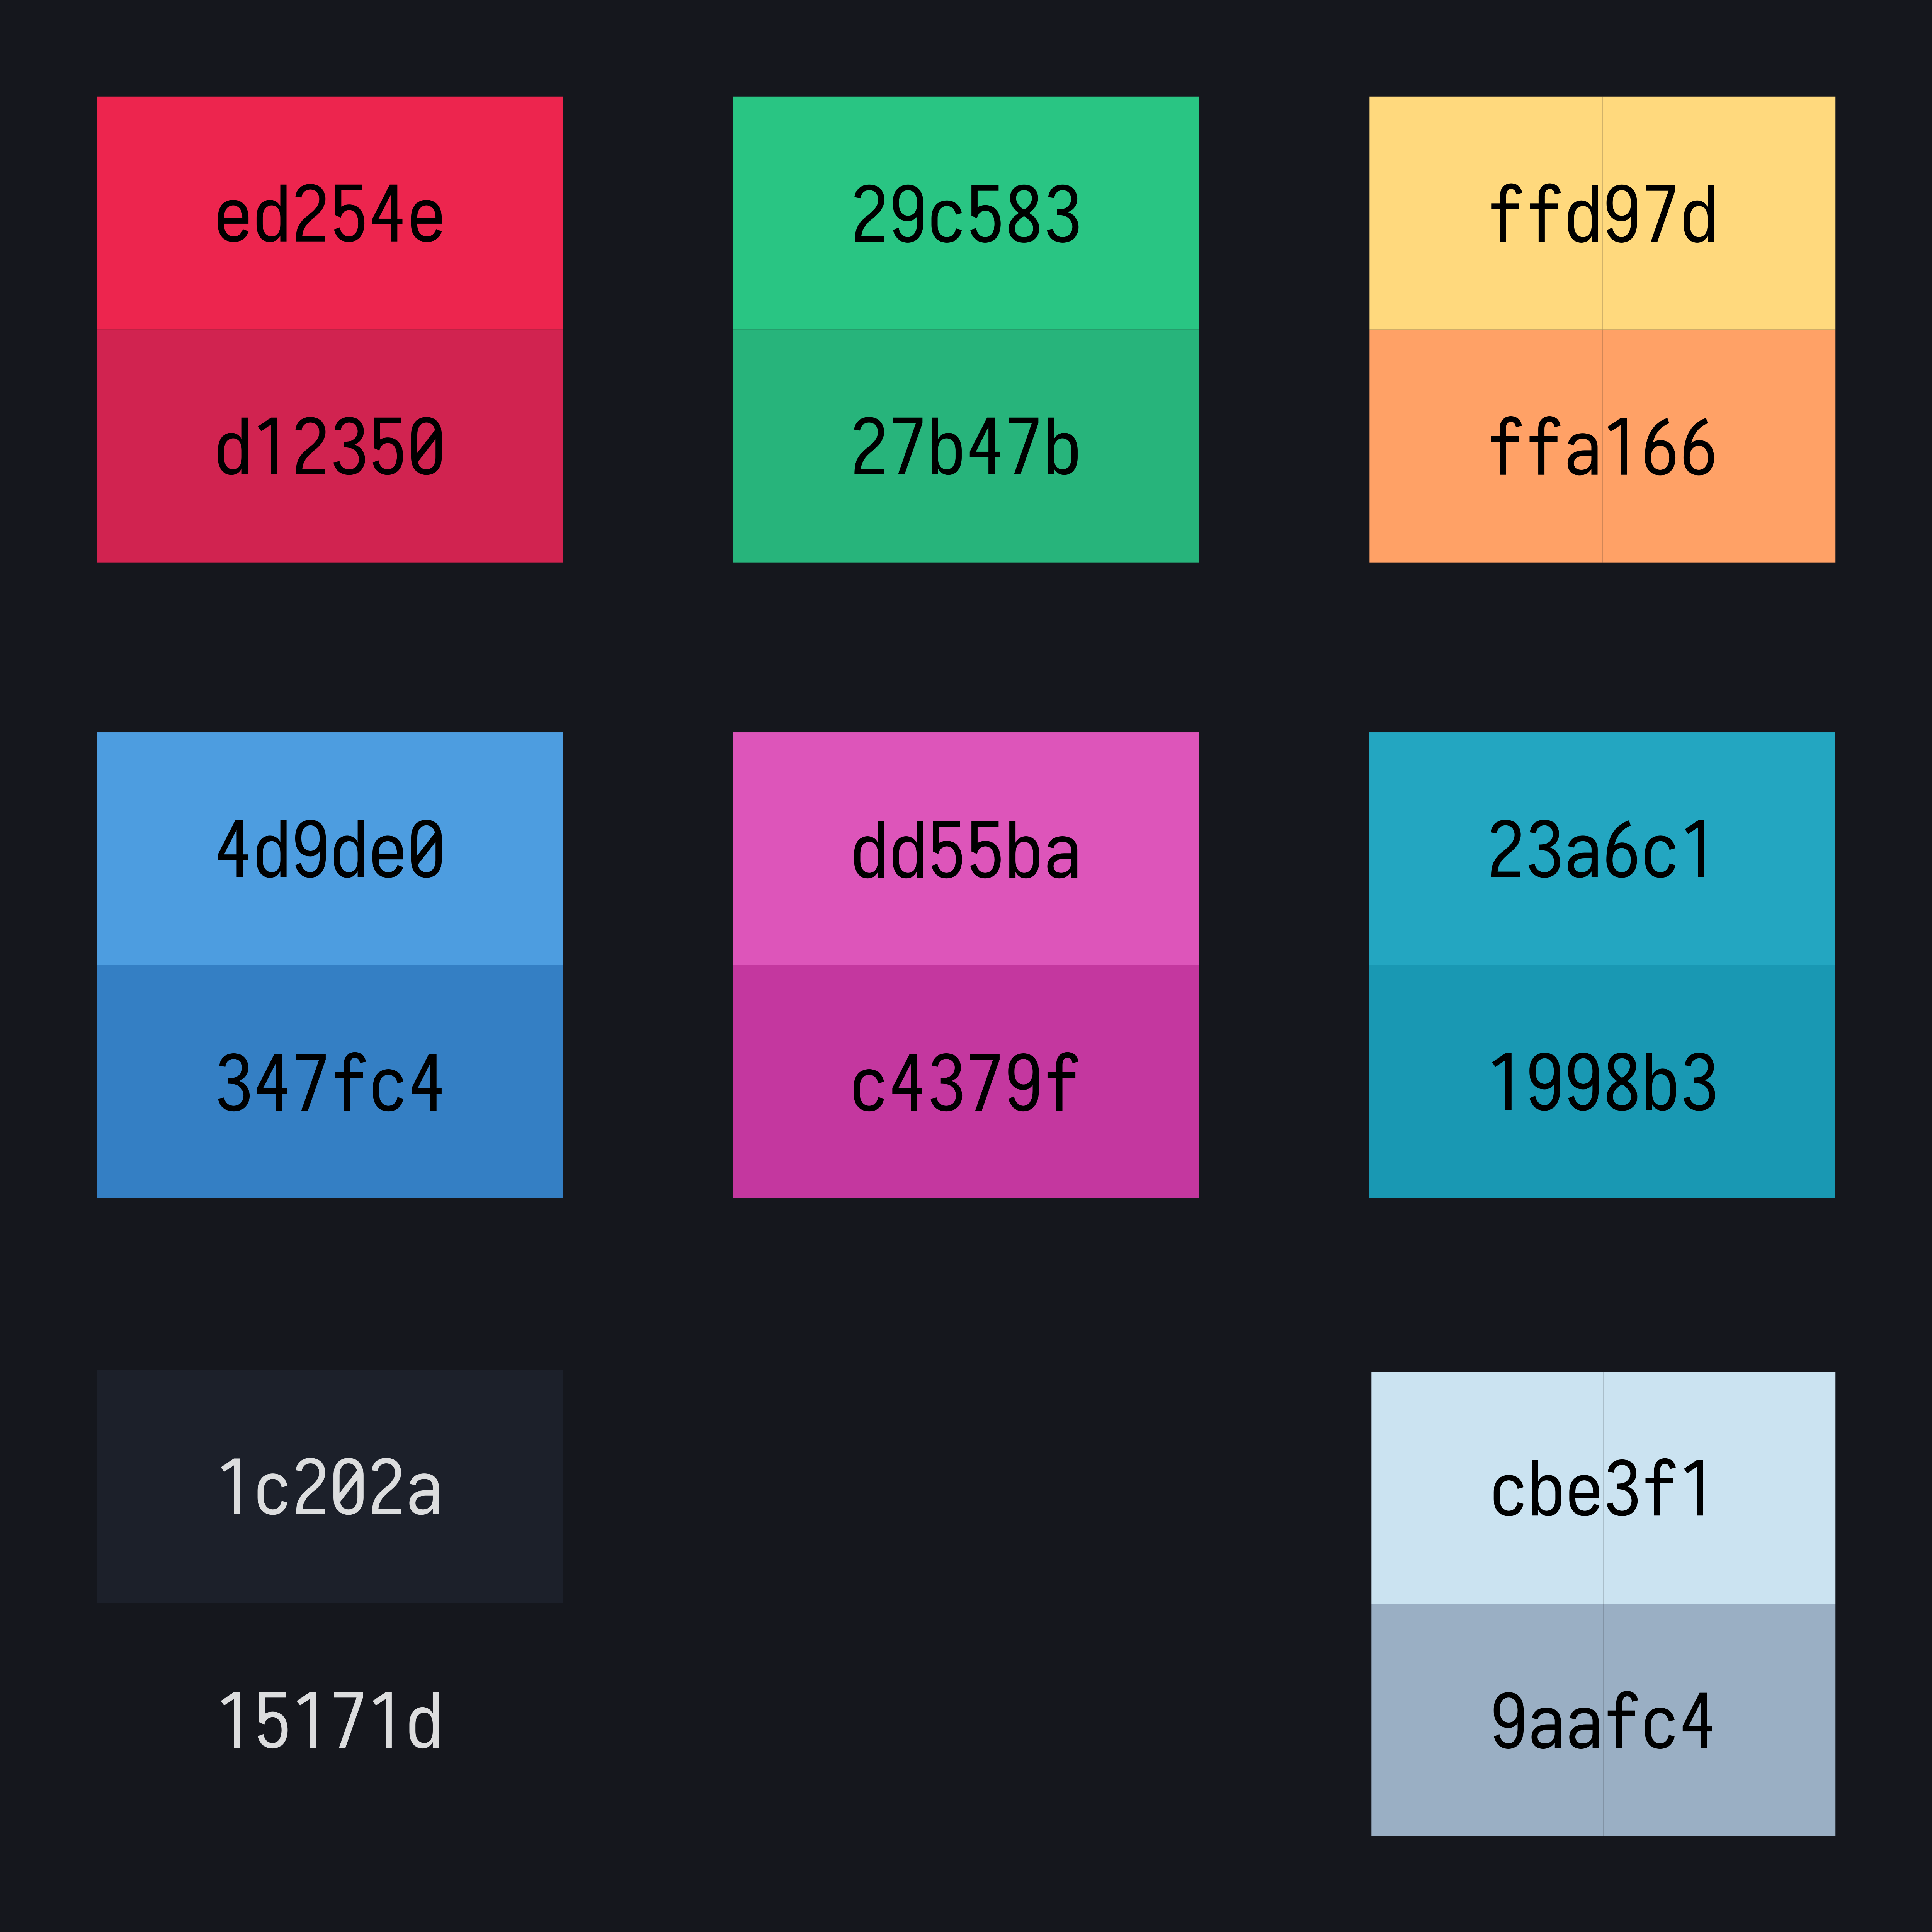 ed254e
d12350
29c583
27b47b
ffd97d
ffa166
4d9de0
347fc4
dd55ba
c4379f
23a6c1
1998b3
1c202a
15171d
cbe3f1
9aafc4